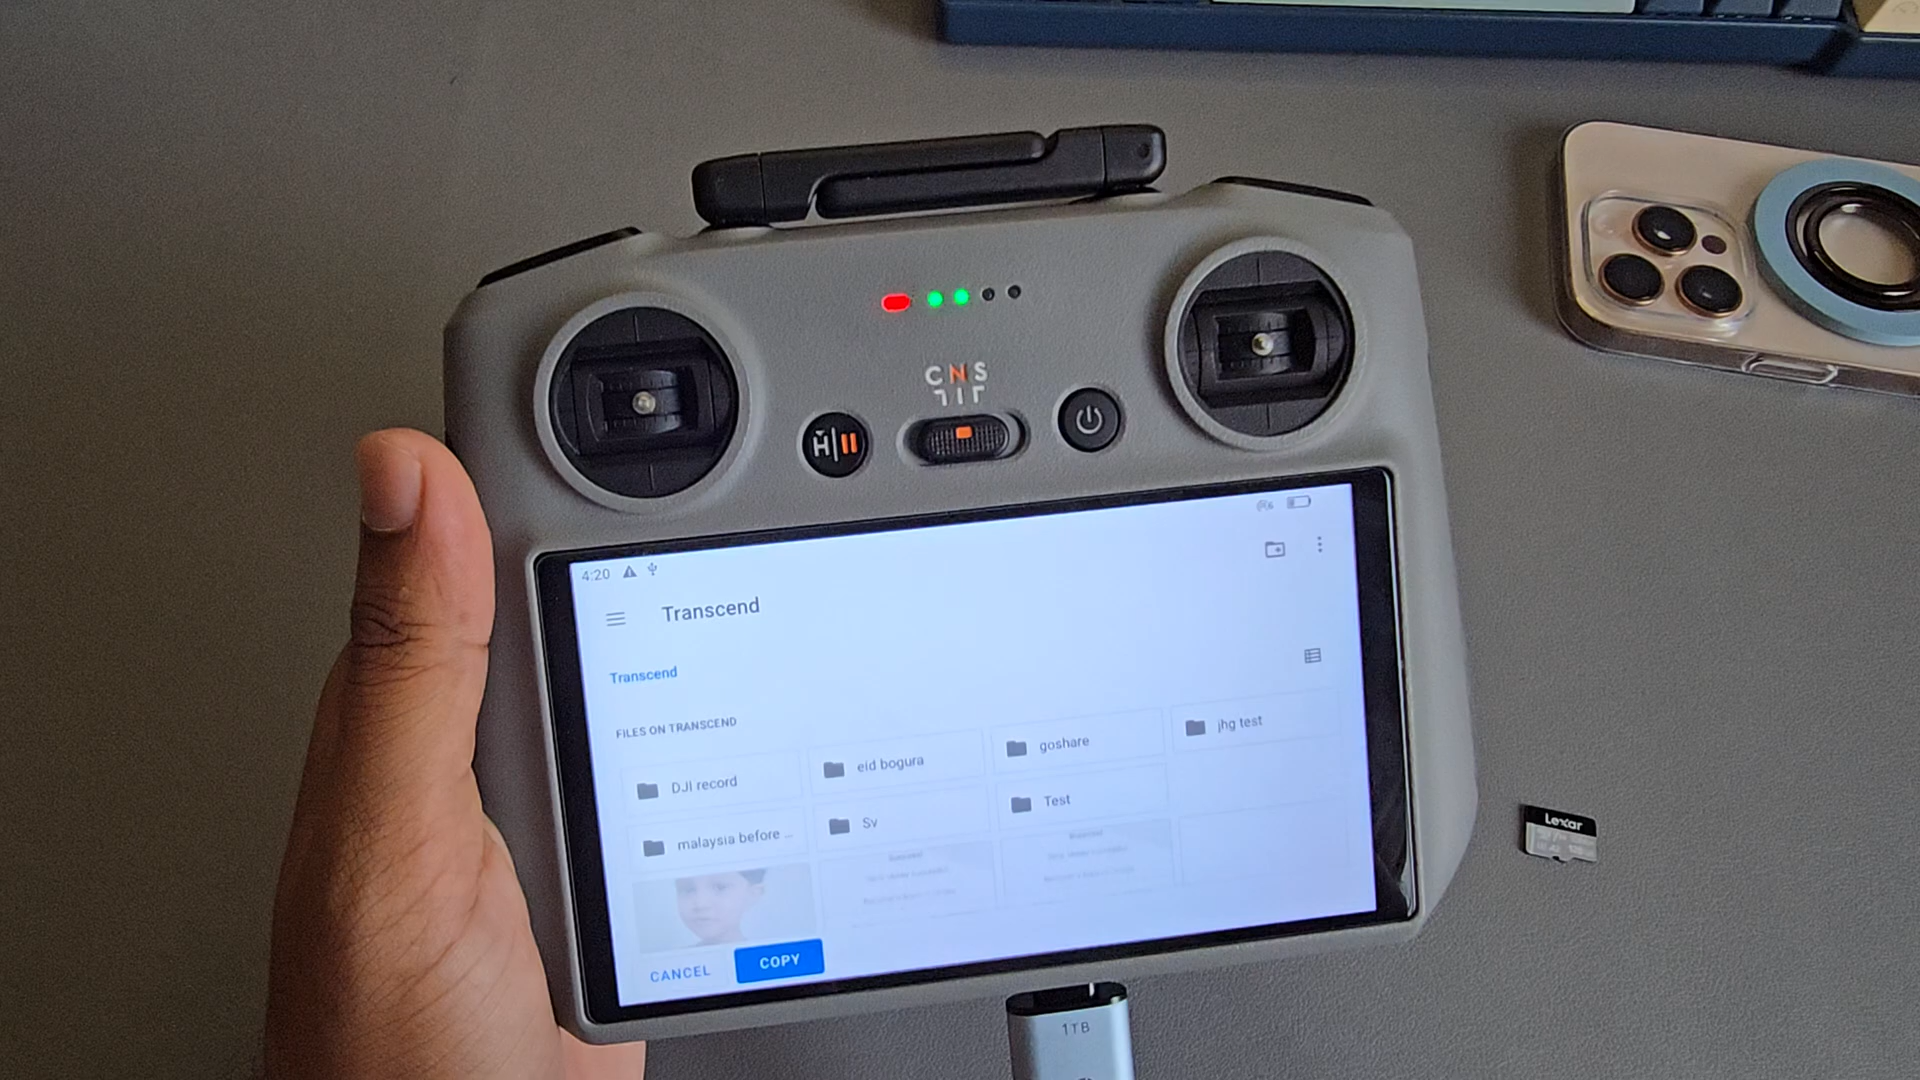 C N S
H
4:20
Transcend
Transcend
FILES ON TRANSCEND
DJI record
eid bogura
goshare
jhg test
malaysia before ...
Sv
Test
CANCEL
COPY
1TB
Lexar